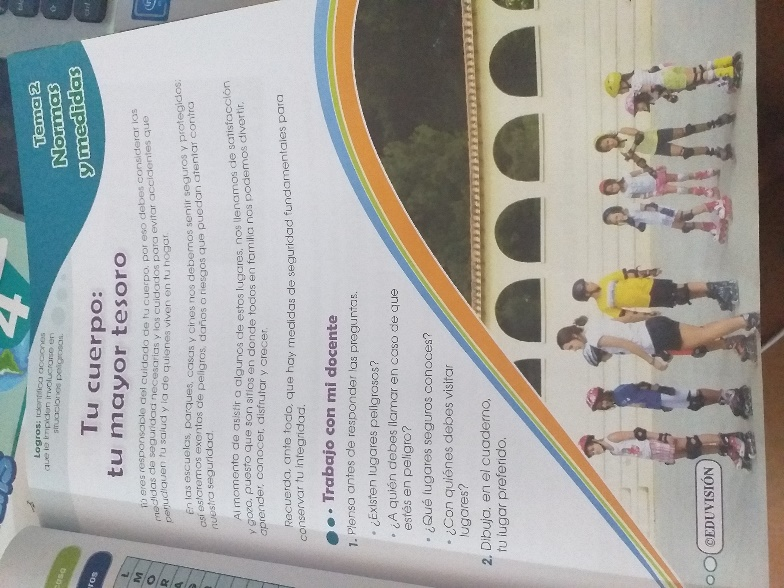 Tema 2
Normas
y medidas
Logros: Identifica acciones
que le impiden involucrarse en
situaciones peligrosas.
Tu cuerpo:
tu mayor tesoro
Tú eres responsable del cuidado de tu cuerpo, por eso debes considerar las
medidas de seguridad necesarias y los cuidados para evitar accidentes que
perjudiquen tu salud y la de quienes viven en tu hogar.
En las escuelas, parques, casas y cines nos debemos sentir seguros y protegidos;
así estaremos exentos de peligros, daños o riesgos que puedan atentar contra
nuestra seguridad.
Al momento de asistir a algunos de estos lugares, nos llenamos de satisfacción
y gozo, puesto que son sitios en donde todos en familia nos podemos divertir,
aprender, conocer, disfrutar y crecer.
Recuerda, ante todo, que hay medidas de seguridad fundamentales para
conservar tu integridad.
Trabajo con mi docente
1. Piensa antes de responder las preguntas.
• ¿Existen lugares peligrosos?
• ¿A quién debes llamar en caso de que
estés en peligro?
• ¿Qué lugares seguros conoces?
• ¿Con quiénes debes visitar
lugares?
2. Dibuja, en el cuaderno,
tu lugar preferido.
©EDUVISIÓN
4